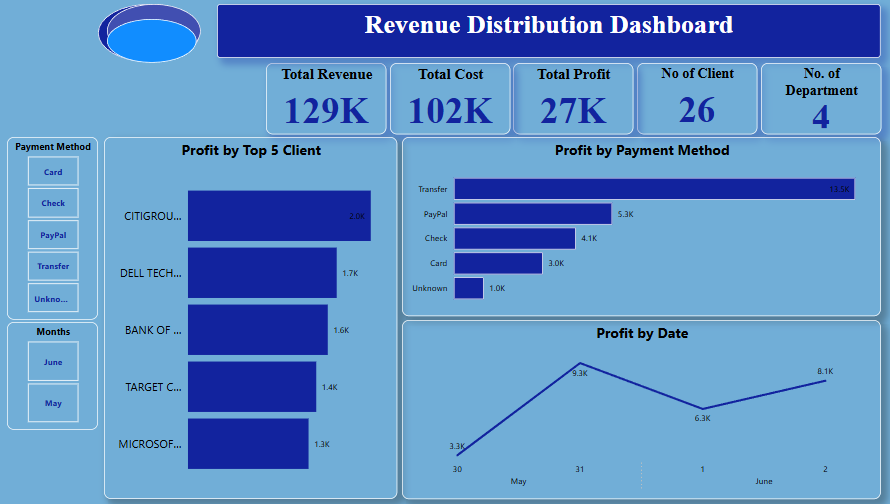 Revenue Distribution Dashboard
Total Revenue
129K
Total Cost
102K
Total Profit
27K
No of Client
26
No. of
Department
4
Payment Method
Card
Check
PayPal
Transfer
Unkno...
Months
June
May
Profit by Top 5 Client
CITIGROU... 2.0K
DELL TECH... 1.7K
BANK OF ... 1.6K
TARGET C... 1.4K
MICROSOF... 1.3K
Profit by Payment Method
Transfer 13.5K
PayPal 5.3K
Check 4.1K
Card 3.0K
Unknown 1.0K
Profit by Date
3.3K 9.3K 6.3K 8.1K
30 31 1 2
May June